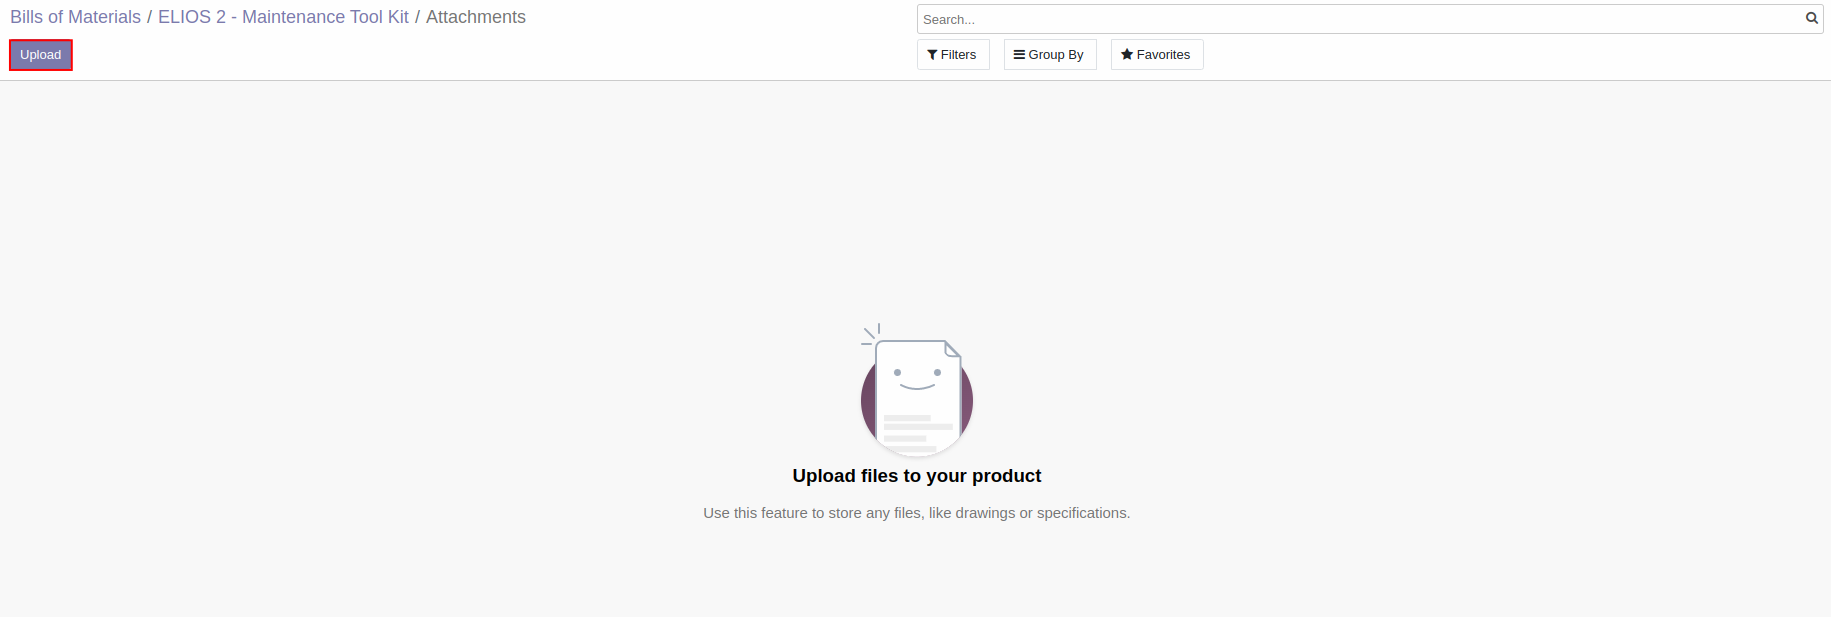 Bills of Materials / ELIOS 2 - Maintenance Tool Kit / Attachments
Search...
Upload
Filters
Group By
Favorites
Upload files to your product
Use this feature to store any files, like drawings or specifications.